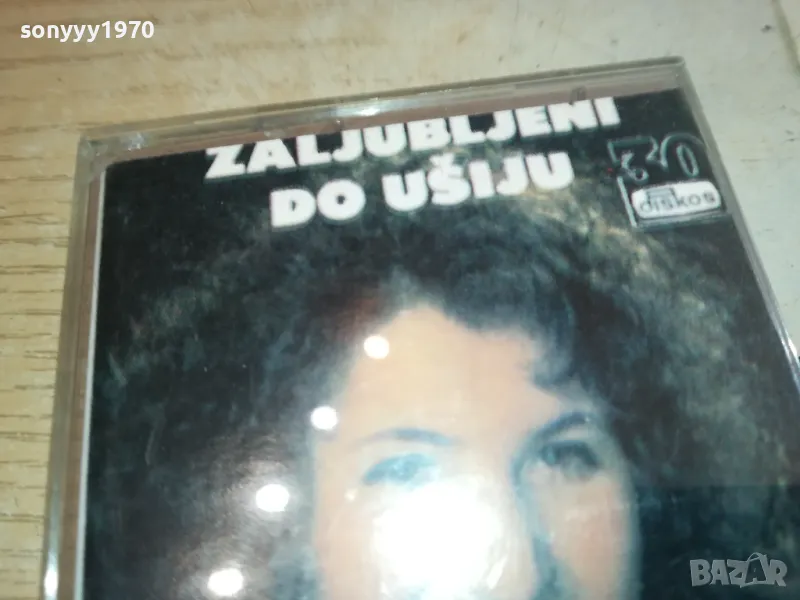 sonyyy1970
ZALJUBLJENI
DO UŠIJU
30
diskos
BAZAR